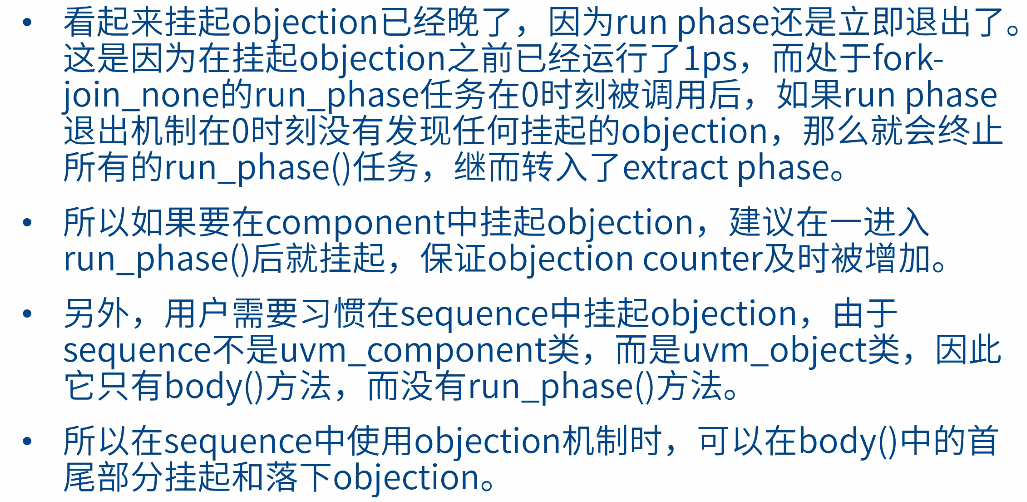 • 看起来挂起objection已经晚了，因为run phase还是立即退出了。
这是因为在挂起objection之前已经运行了1ps，而处于fork-
join_none的run_phase任务在0时刻被调用后，如果run phase
退出机制在0时刻没有发现任何挂起的objection，那么就会终止
所有的run_phase()任务，继而转入了extract phase。
• 所以如果要在component中挂起objection，建议在一进入
run_phase()后就挂起，保证objection counter及时被增加。
• 另外，用户需要习惯在sequence中挂起objection，由于
sequence不是uvm_component类，而是uvm_object类，因此
它只有body()方法，而没有run_phase()方法。
• 所以在sequence中使用objection机制时，可以在body()中的首
尾部分挂起和落下objection。